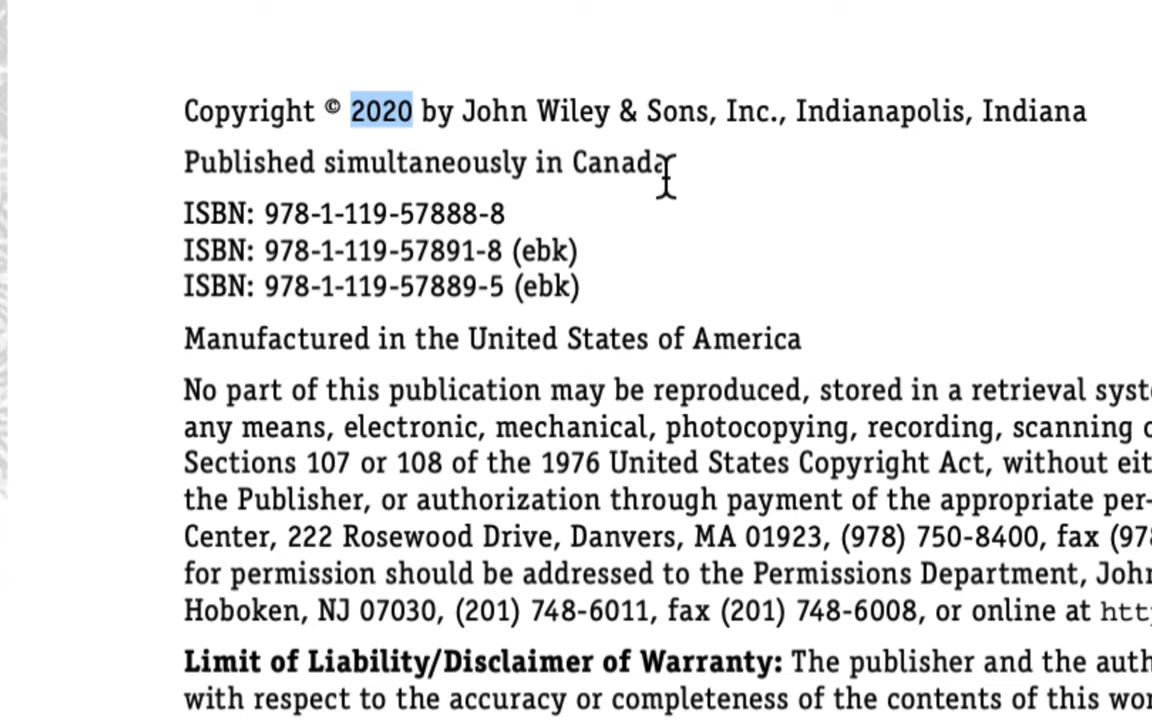 Copyright © 2020 by John Wiley & Sons, Inc., Indianapolis, Indiana
Published simultaneously in Canada
ISBN: 978-1-119-57888-8
ISBN: 978-1-119-57891-8 (ebk)
ISBN: 978-1-119-57889-5 (ebk)
Manufactured in the United States of America
No part of this publication may be reproduced, stored in a retrieval
any means, electronic, mechanical, photocopying, recording, scanning
Sections 107 or 108 of the 1976 United States Copyright Act, without
the Publisher, or authorization through payment of the appropriate per-
Center, 222 Rosewood Drive, Danvers, MA 01923, (978) 750-8400, fax
for permission should be addressed to the Permissions Department,
Hoboken, NJ 07030, (201) 748-6011, fax (201) 748-6008, or online at
Limit of Liability/Disclaimer of Warranty: The publisher and the
with respect to the accuracy or completeness of the contents of this